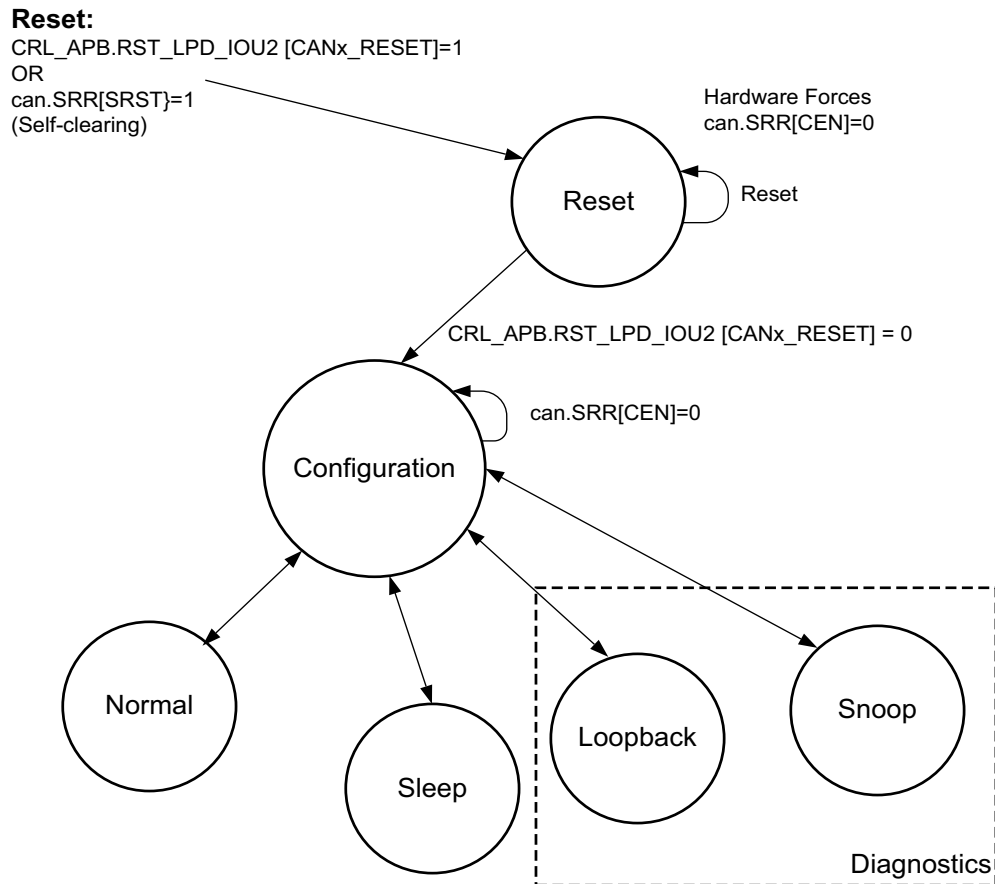 Reset:
CRL_APB.RST_LPD_IOU2 [CANx_RESET]=1
OR
can.SRR[SRST}=1
(Self-clearing)
Hardware Forces
can.SRR[CEN]=0
Reset
Reset
CRL_APB.RST_LPD_IOU2 [CANx_RESET] = 0
can.SRR[CEN]=0
Configuration
Normal
Sleep
Loopback
Snoop
Diagnostics